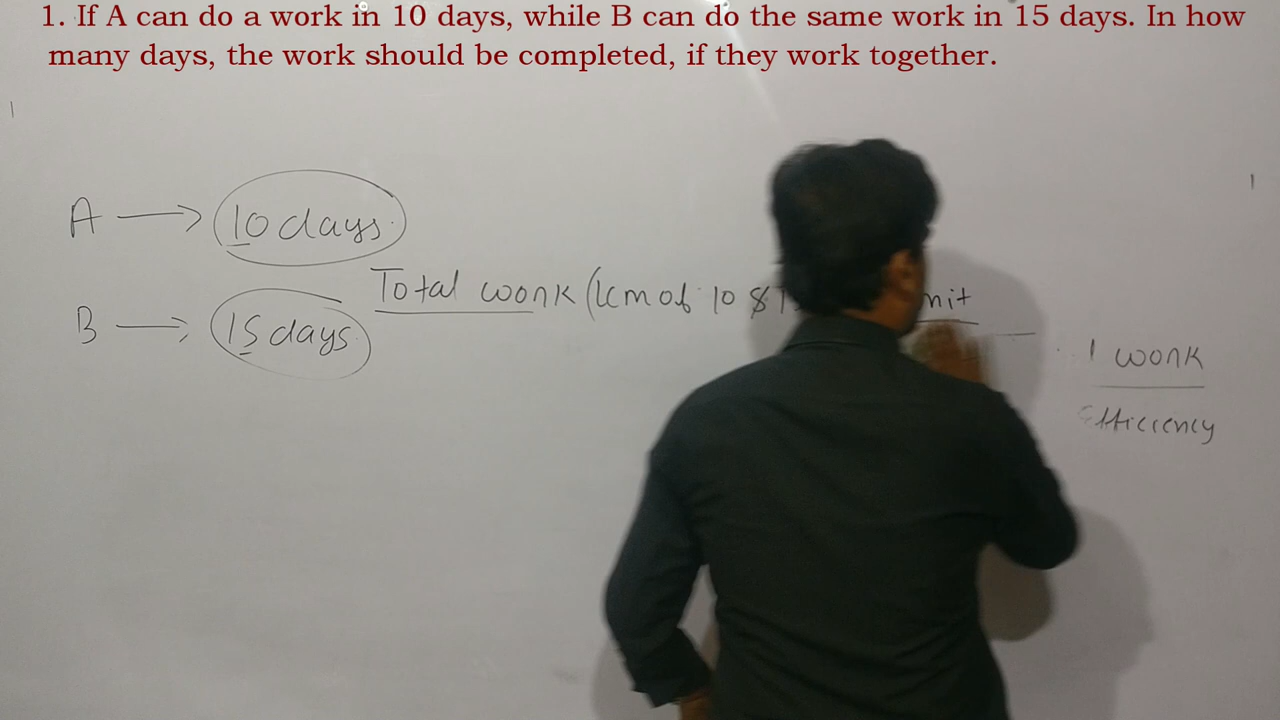 1. If A can do a work in 10 days, while B can do the same work in 15 days. In how
many days, the work should be completed, if they work together.
A → 10 days.
Total work (lcm of 10 &
B → 15 days
1 work
Efficiency